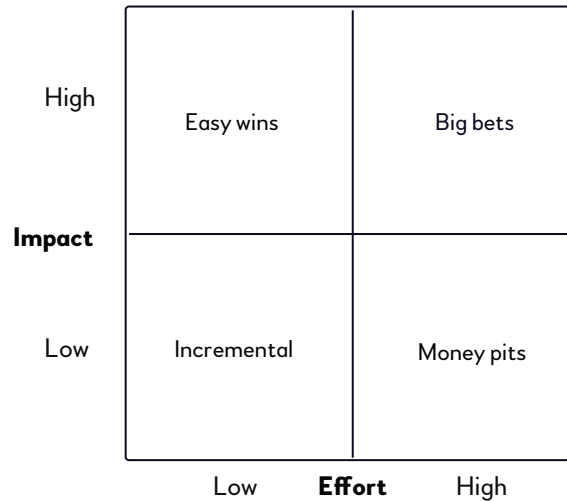 High
Easy wins
Big bets
Impact
Low
Incremental
Money pits
Low
Effort
High